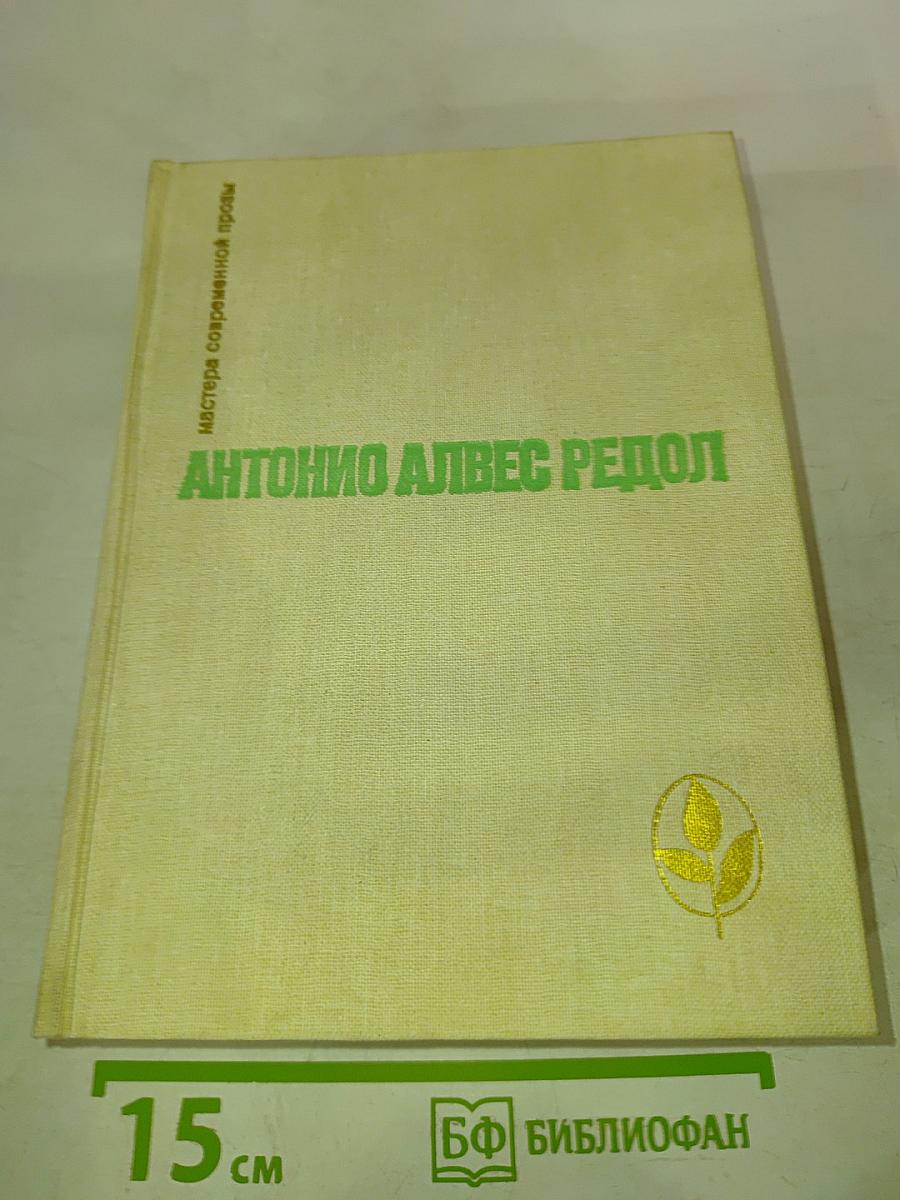 мастера современной прозы
АНТОНИО АЛВЕС РЕДОЛ
15 см
БФ БИБЛИОФАН